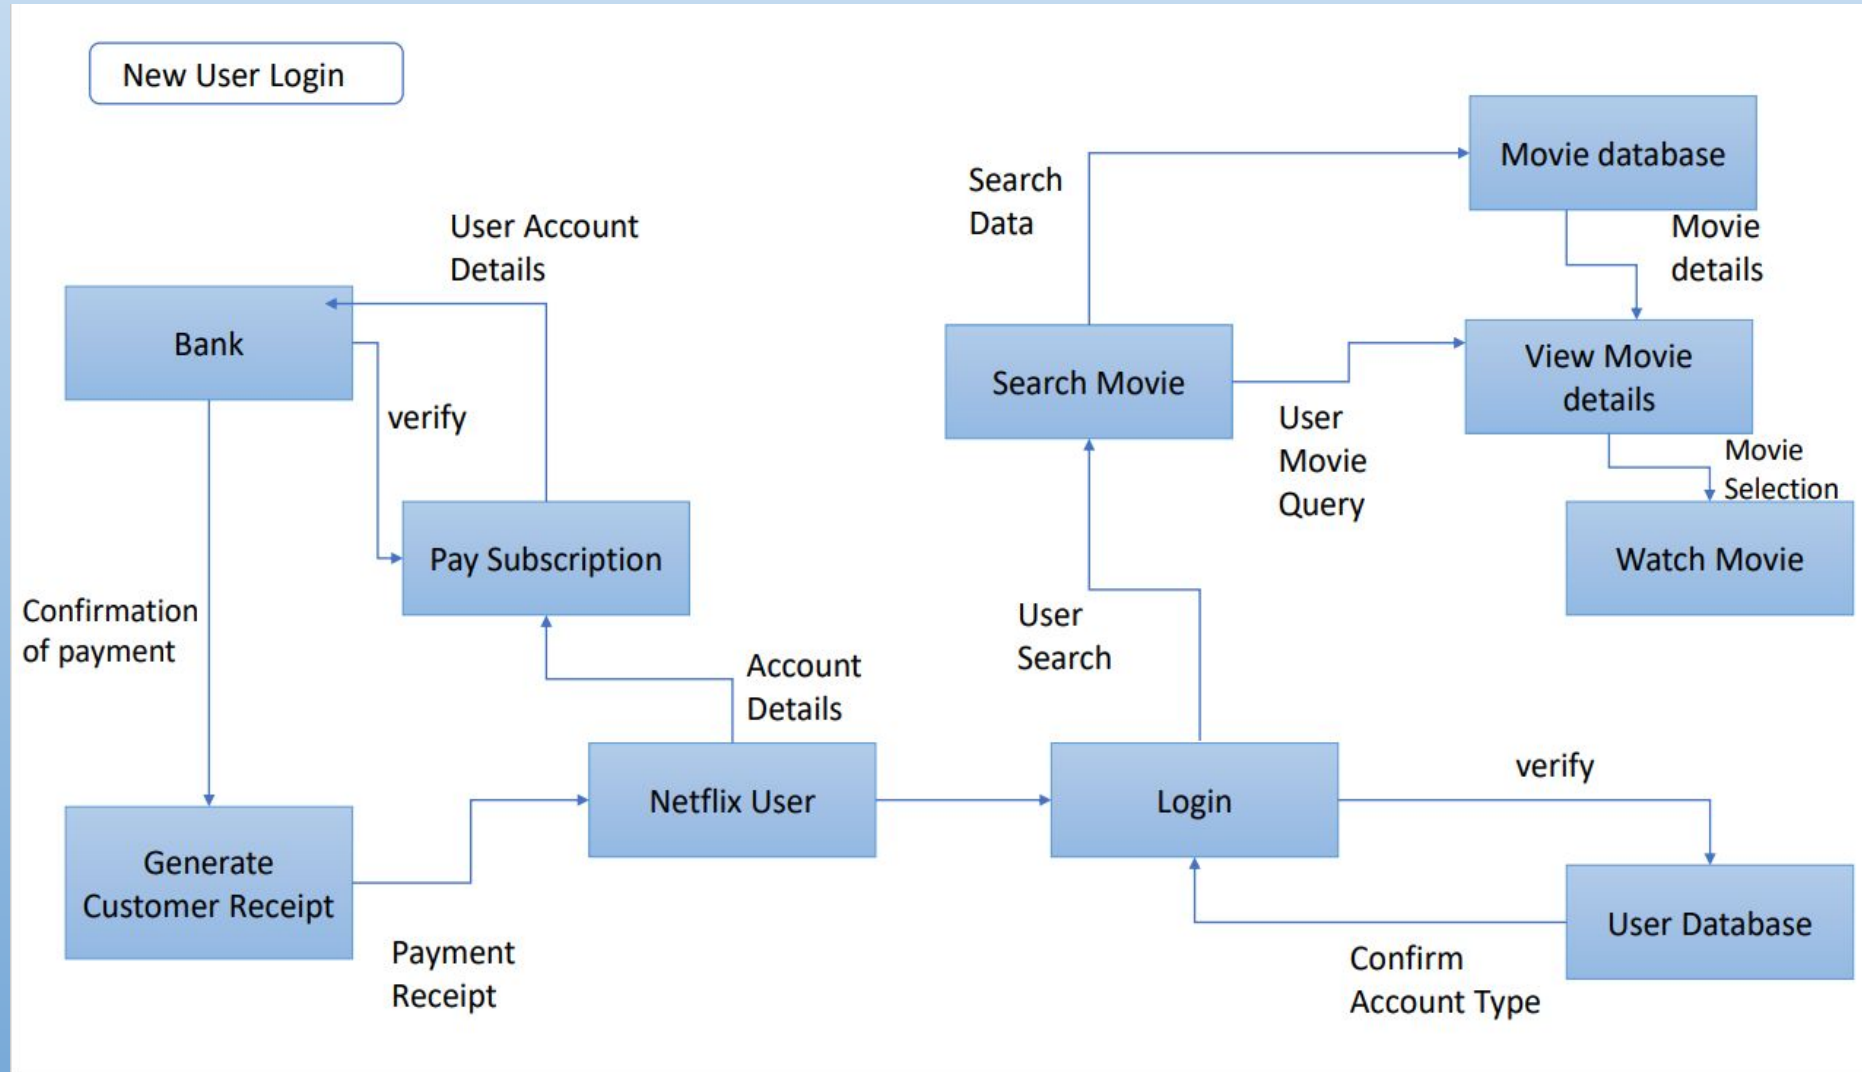 New User Login
Movie database
Search
Data
Movie
details
User Account
Details
Bank
verify
Search Movie
View Movie
details
User
Movie
Query
Movie
Selection
Pay Subscription
Watch Movie
Confirmation
of payment
User
Search
Account
Details
Netflix User
Login
verify
Generate
Customer Receipt
User Database
Payment
Receipt
Confirm
Account Type